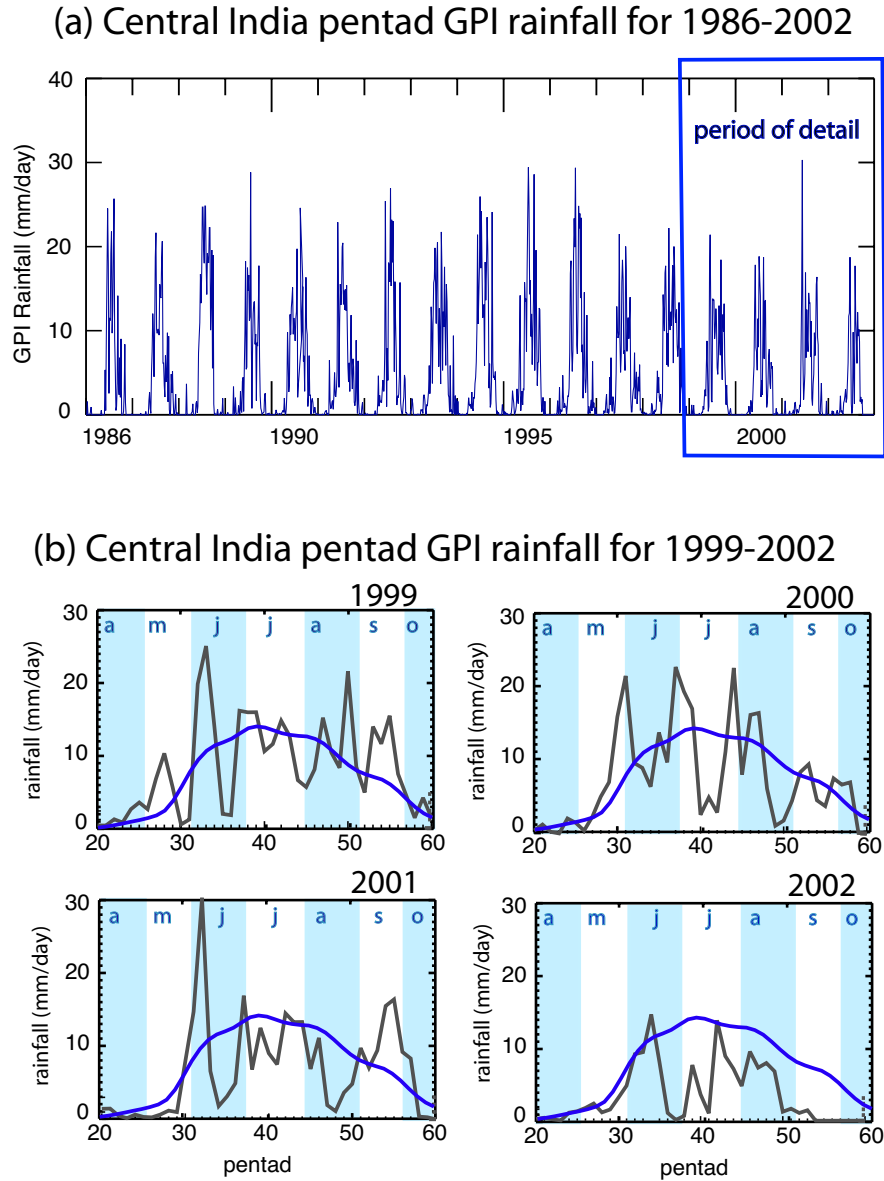 (a) Central India pentad GPI rainfall for 1986-2002
GPI Rainfall (mm/day)
40
30
20
10
0
period of detail
1986 1990 1995 2000
(b) Central India pentad GPI rainfall for 1999-2002
1999
rainfall (mm/day)
30
20
10
0
a m j j a s o
20 30 40 50 60
2000
rainfall (mm/day)
30
20
10
0
a m j j a s o
20 30 40 50 60
2001
rainfall (mm/day)
30
20
10
0
a m j j a s o
20 30 40 50 60
pentad
2002
rainfall (mm/day)
30
20
10
0
a m j j a s o
20 30 40 50 60
pentad